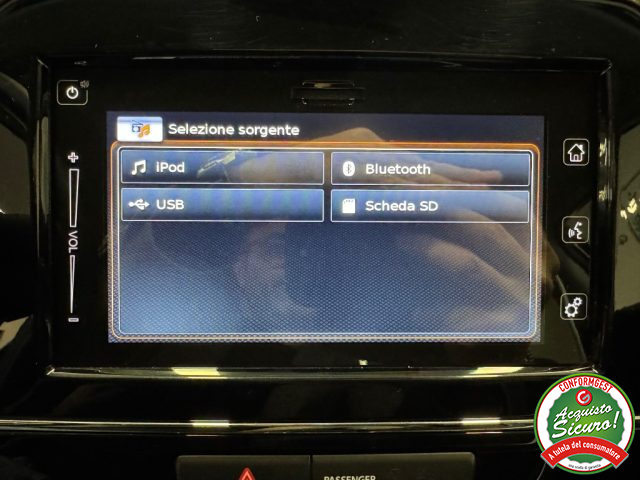 Selezione sorgente
iPod
Bluetooth
USB
Scheda SD
VOL
PASSENGER
CONFORMGEST
Acquisto
Sicuro!
A tutela del consumatore